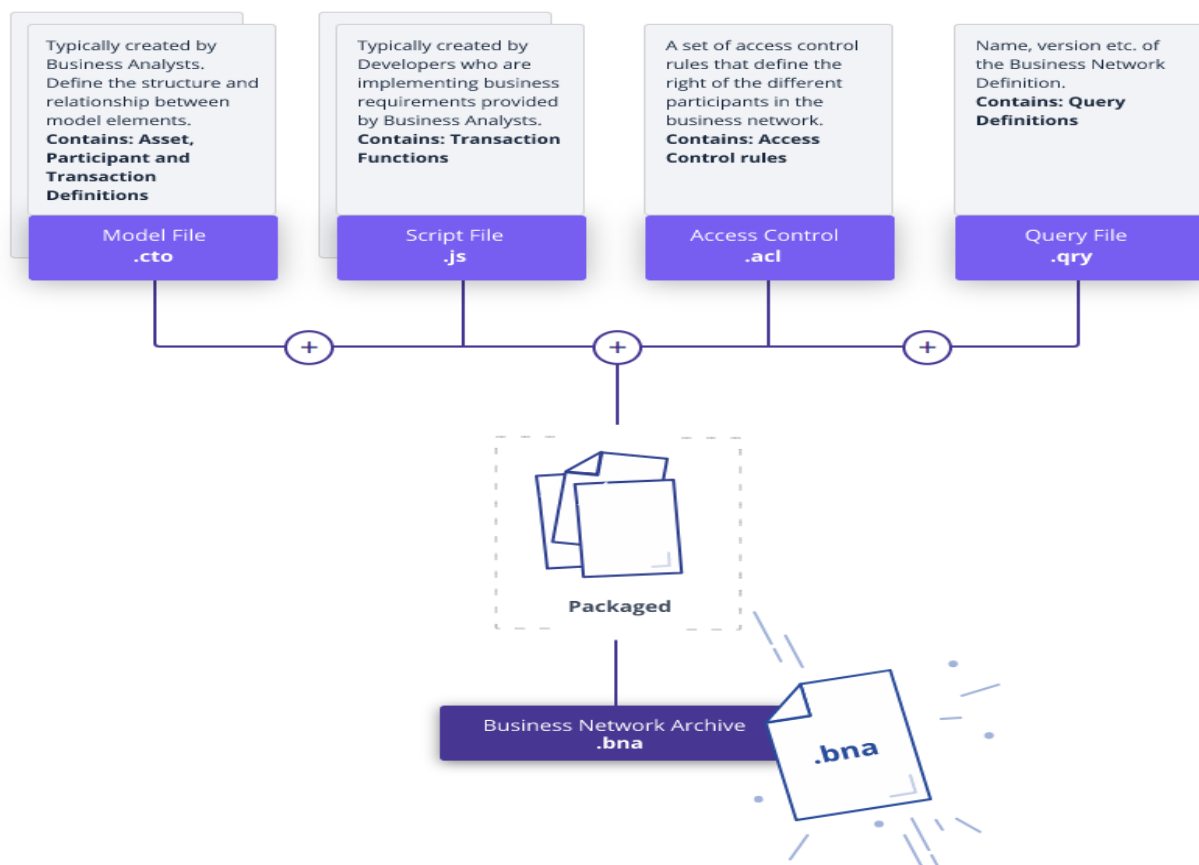 Typically created by
Business Analysts.
Define the structure and
relationship between
model elements.
Contains: Asset,
Participant and
Transaction
Definitions
Model File
.cto
Typically created by
Developers who are
implementing business
requirements provided
by Business Analysts.
Contains: Transaction
Functions
Script File
.js
A set of access control
rules that define the
right of the different
participants in the
business network.
Contains: Access
Control rules
Access Control
.acl
Name, version etc. of
the Business Network
Definition.
Contains: Query
Definitions
Query File
.qry
+
+
+
Packaged
Business Network Archive
.bna
.bna